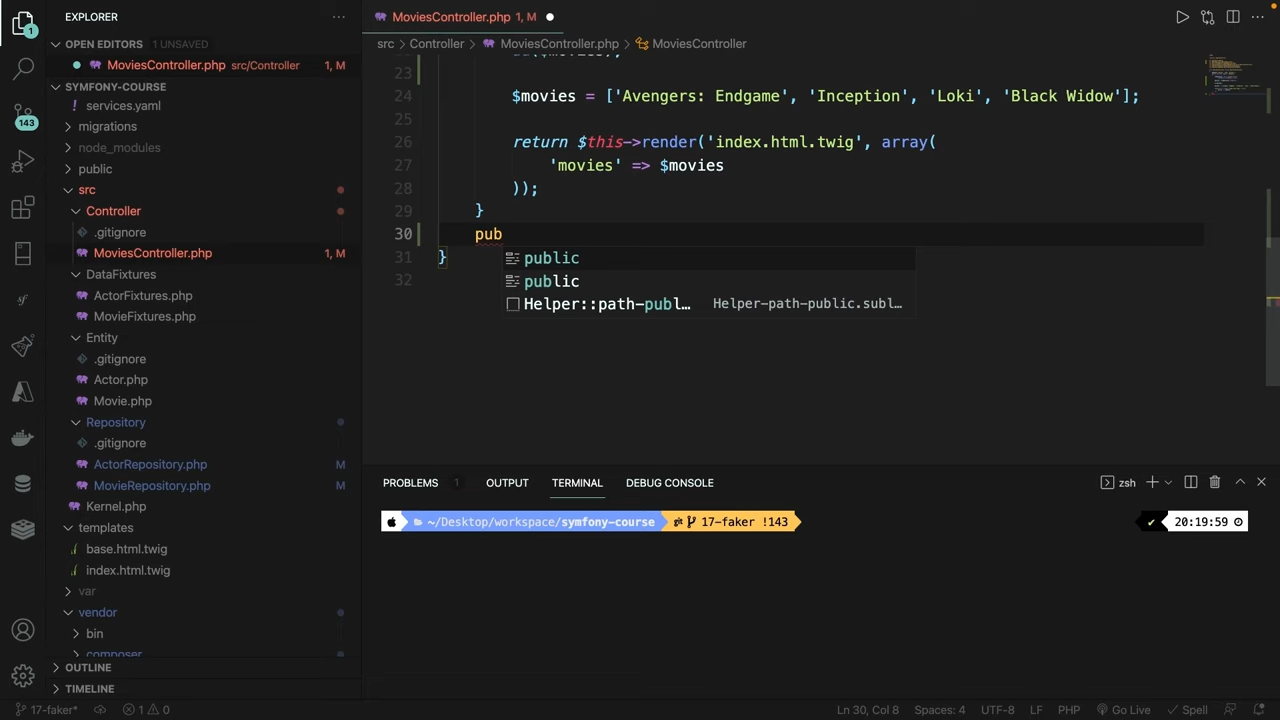 EXPLORER
MoviesController.php 1, M
OPEN EDITORS 1 UNSAVED
src Controller MoviesController.php MoviesController
MoviesController.php src/Controller 1, M
SYMFONY-COURSE
services.yaml
migrations
node_modules
public
src
Controller
.gitignore
MoviesController.php 1, M
DataFixtures
ActorFixtures.php
MovieFixtures.php
Entity
.gitignore
Actor.php
Movie.php
Repository
.gitignore
ActorRepository.php M
MovieRepository.php M
Kernel.php
templates
base.html.twig
index.html.twig
var
vendor
bin
composer
OUTLINE
TIMELINE
23
24 $movies = ['Avengers: Endgame', 'Inception', 'Loki', 'Black Widow'];
25
26 return $this->render('index.html.twig', array(
27 'movies' => $movies
28 ));
29 }
30 pub
31 }
32
public
public
Helper::path-publ… Helper-path-public.subl…
PROBLEMS 1 OUTPUT TERMINAL DEBUG CONSOLE zsh
~/Desktop/workspace/symfony-course 17-faker !143 20:19:59
143
1
17-faker* 1 0 Ln 30, Col 8 Spaces: 4 UTF-8 LF PHP Go Live Spell